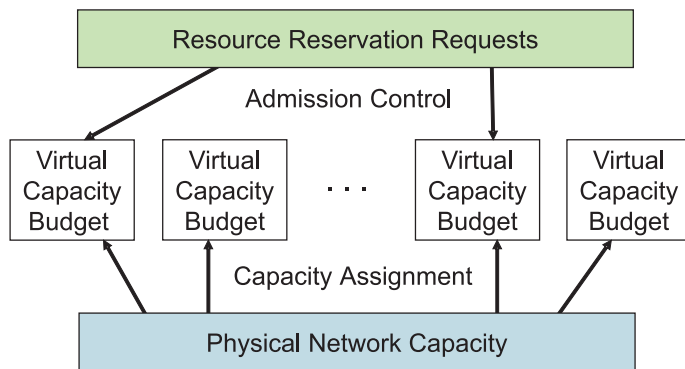 Resource Reservation Requests
Admission Control
Virtual
Capacity
Budget
Virtual
Capacity
Budget
. . .
Virtual
Capacity
Budget
Virtual
Capacity
Budget
Capacity Assignment
Physical Network Capacity